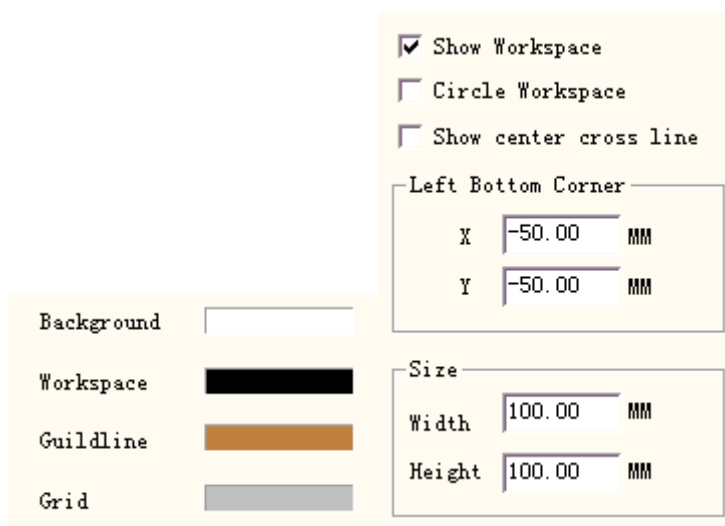 Show Workspace
Circle Workspace
Show center cross line
Left Bottom Corner
X -50.00 MM
Y -50.00 MM
Background
Workspace
Guildline
Grid
Size
Width 100.00 MM
Height 100.00 MM